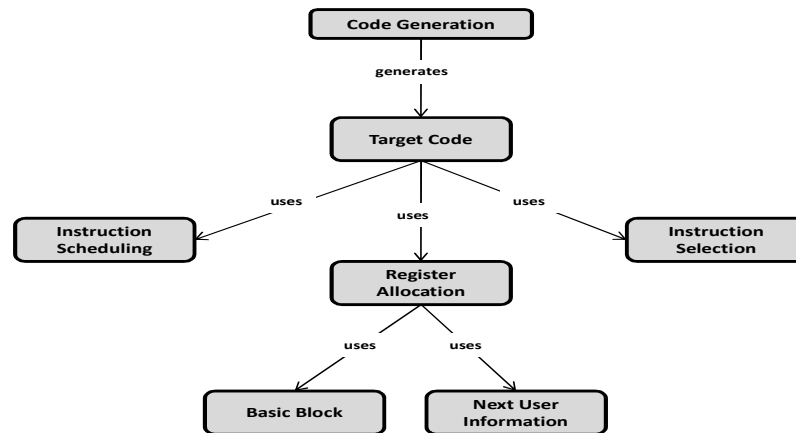 Code Generation
generates
Target Code
uses
uses
uses
Instruction
Scheduling
Instruction
Selection
Register
Allocation
uses
uses
Basic Block
Next User
Information